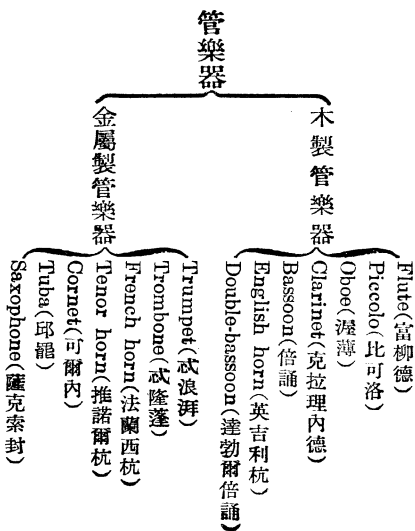 管樂器
木製管樂器
Flute(富柳德)
Piccolo(比可洛)
Oboe(渥薄)
Clarinet(克拉理內德)
Bassoon(倍誦)
English horn(英吉利杭)
Double-bassoon(達勃爾倍誦)
金屬製管樂器
Trumpet(忒浪湃)
Trombone(忒隆蓬)
French horn(法蘭西杭)
Tenor horn(推諾爾杭)
Cornet(可爾內)
Tuba(邱罷)
Saxophone(薩克索封)